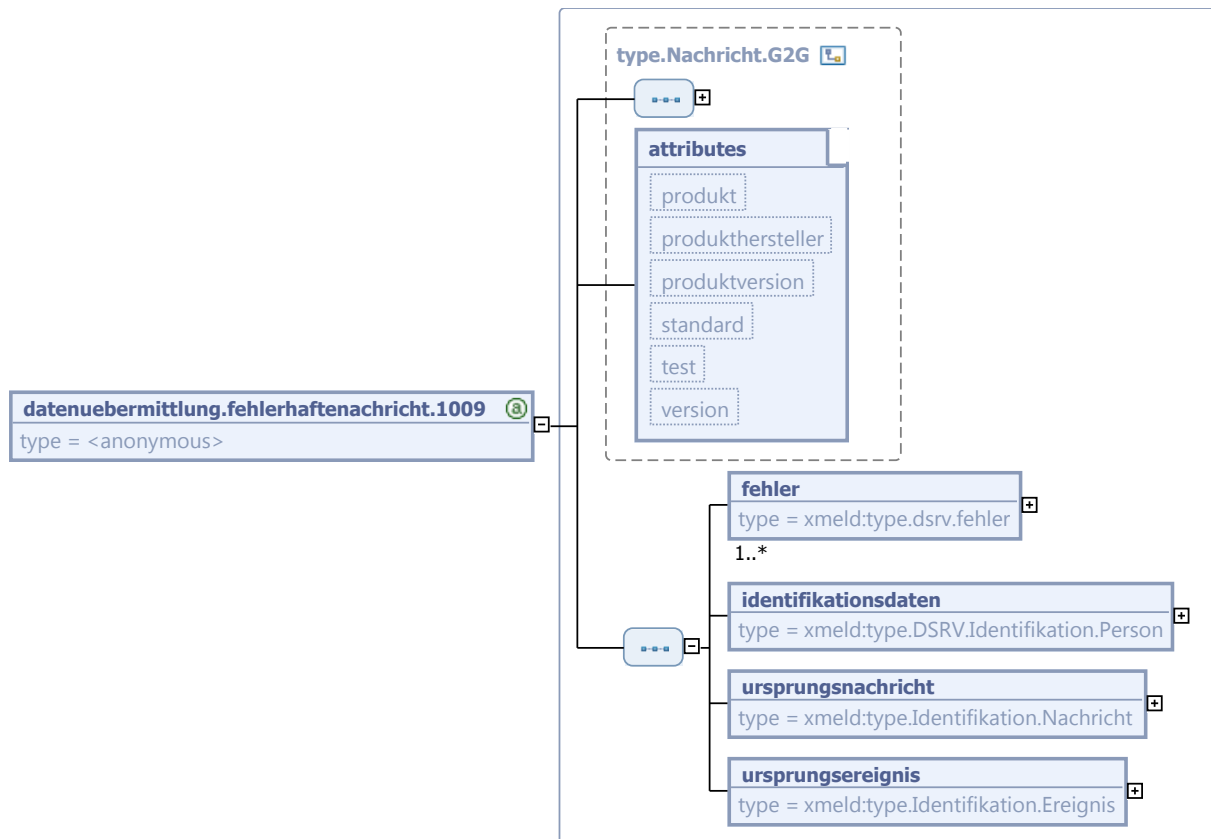 type.Nachricht.G2G
attributes
produkt
produkthersteller
produktversion
standard
test
version
datenuebermittlung.fehlerhaftenachricht.1009
type = <anonymous>
fehler
type = xmeld:type.dsrv.fehler
1..*
identifikationsdaten
type = xmeld:type.DSRV.Identifikation.Person
ursprungsnachricht
type = xmeld:type.Identifikation.Nachricht
ursprungsereignis
type = xmeld:type.Identifikation.Ereignis